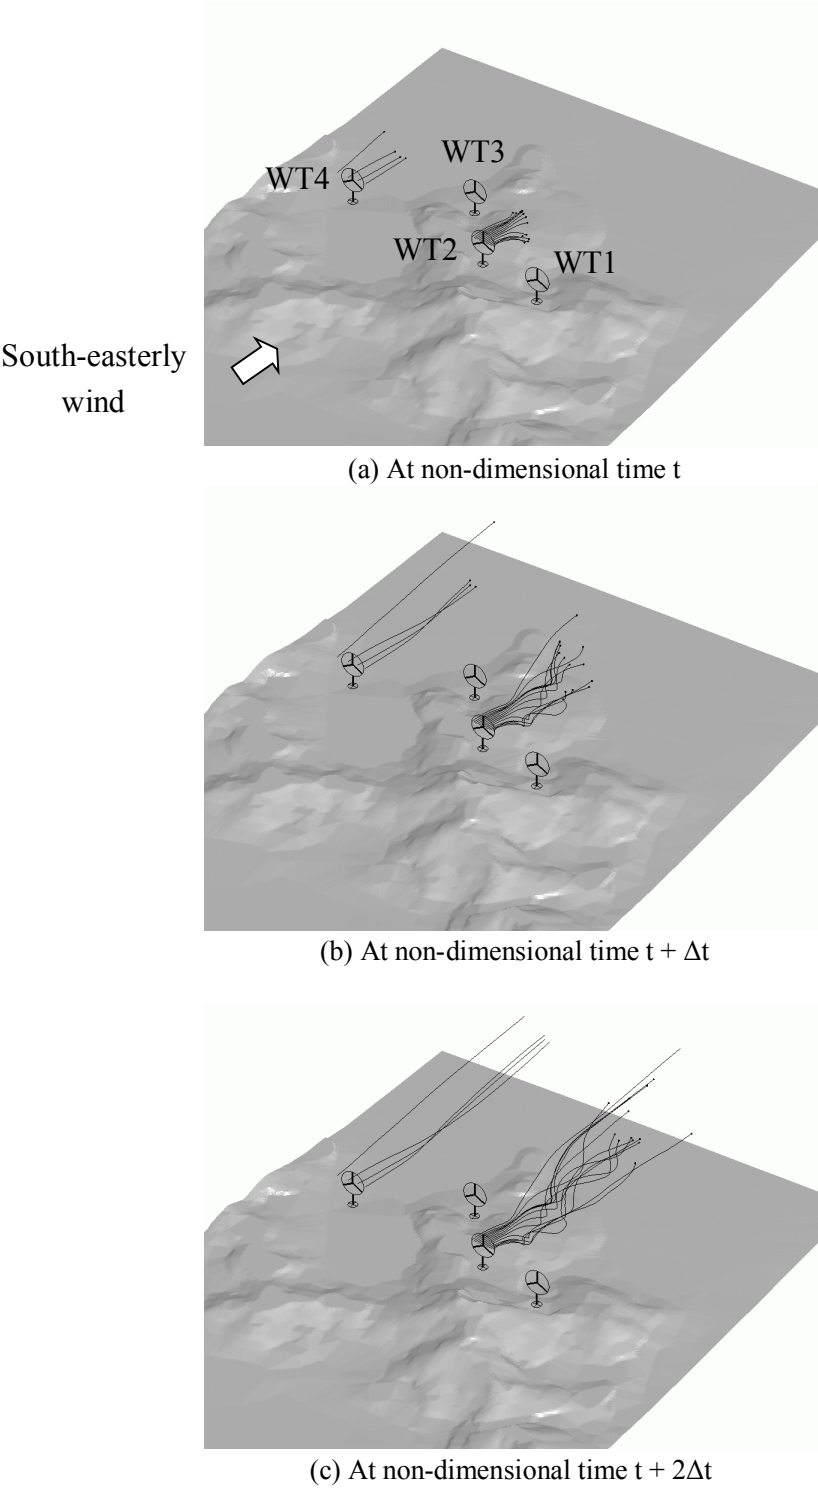 WT3
WT4
WT2
WT1
South-easterly
wind
(a) At non-dimensional time t
(b) At non-dimensional time t + Δt
(c) At non-dimensional time t + 2Δt